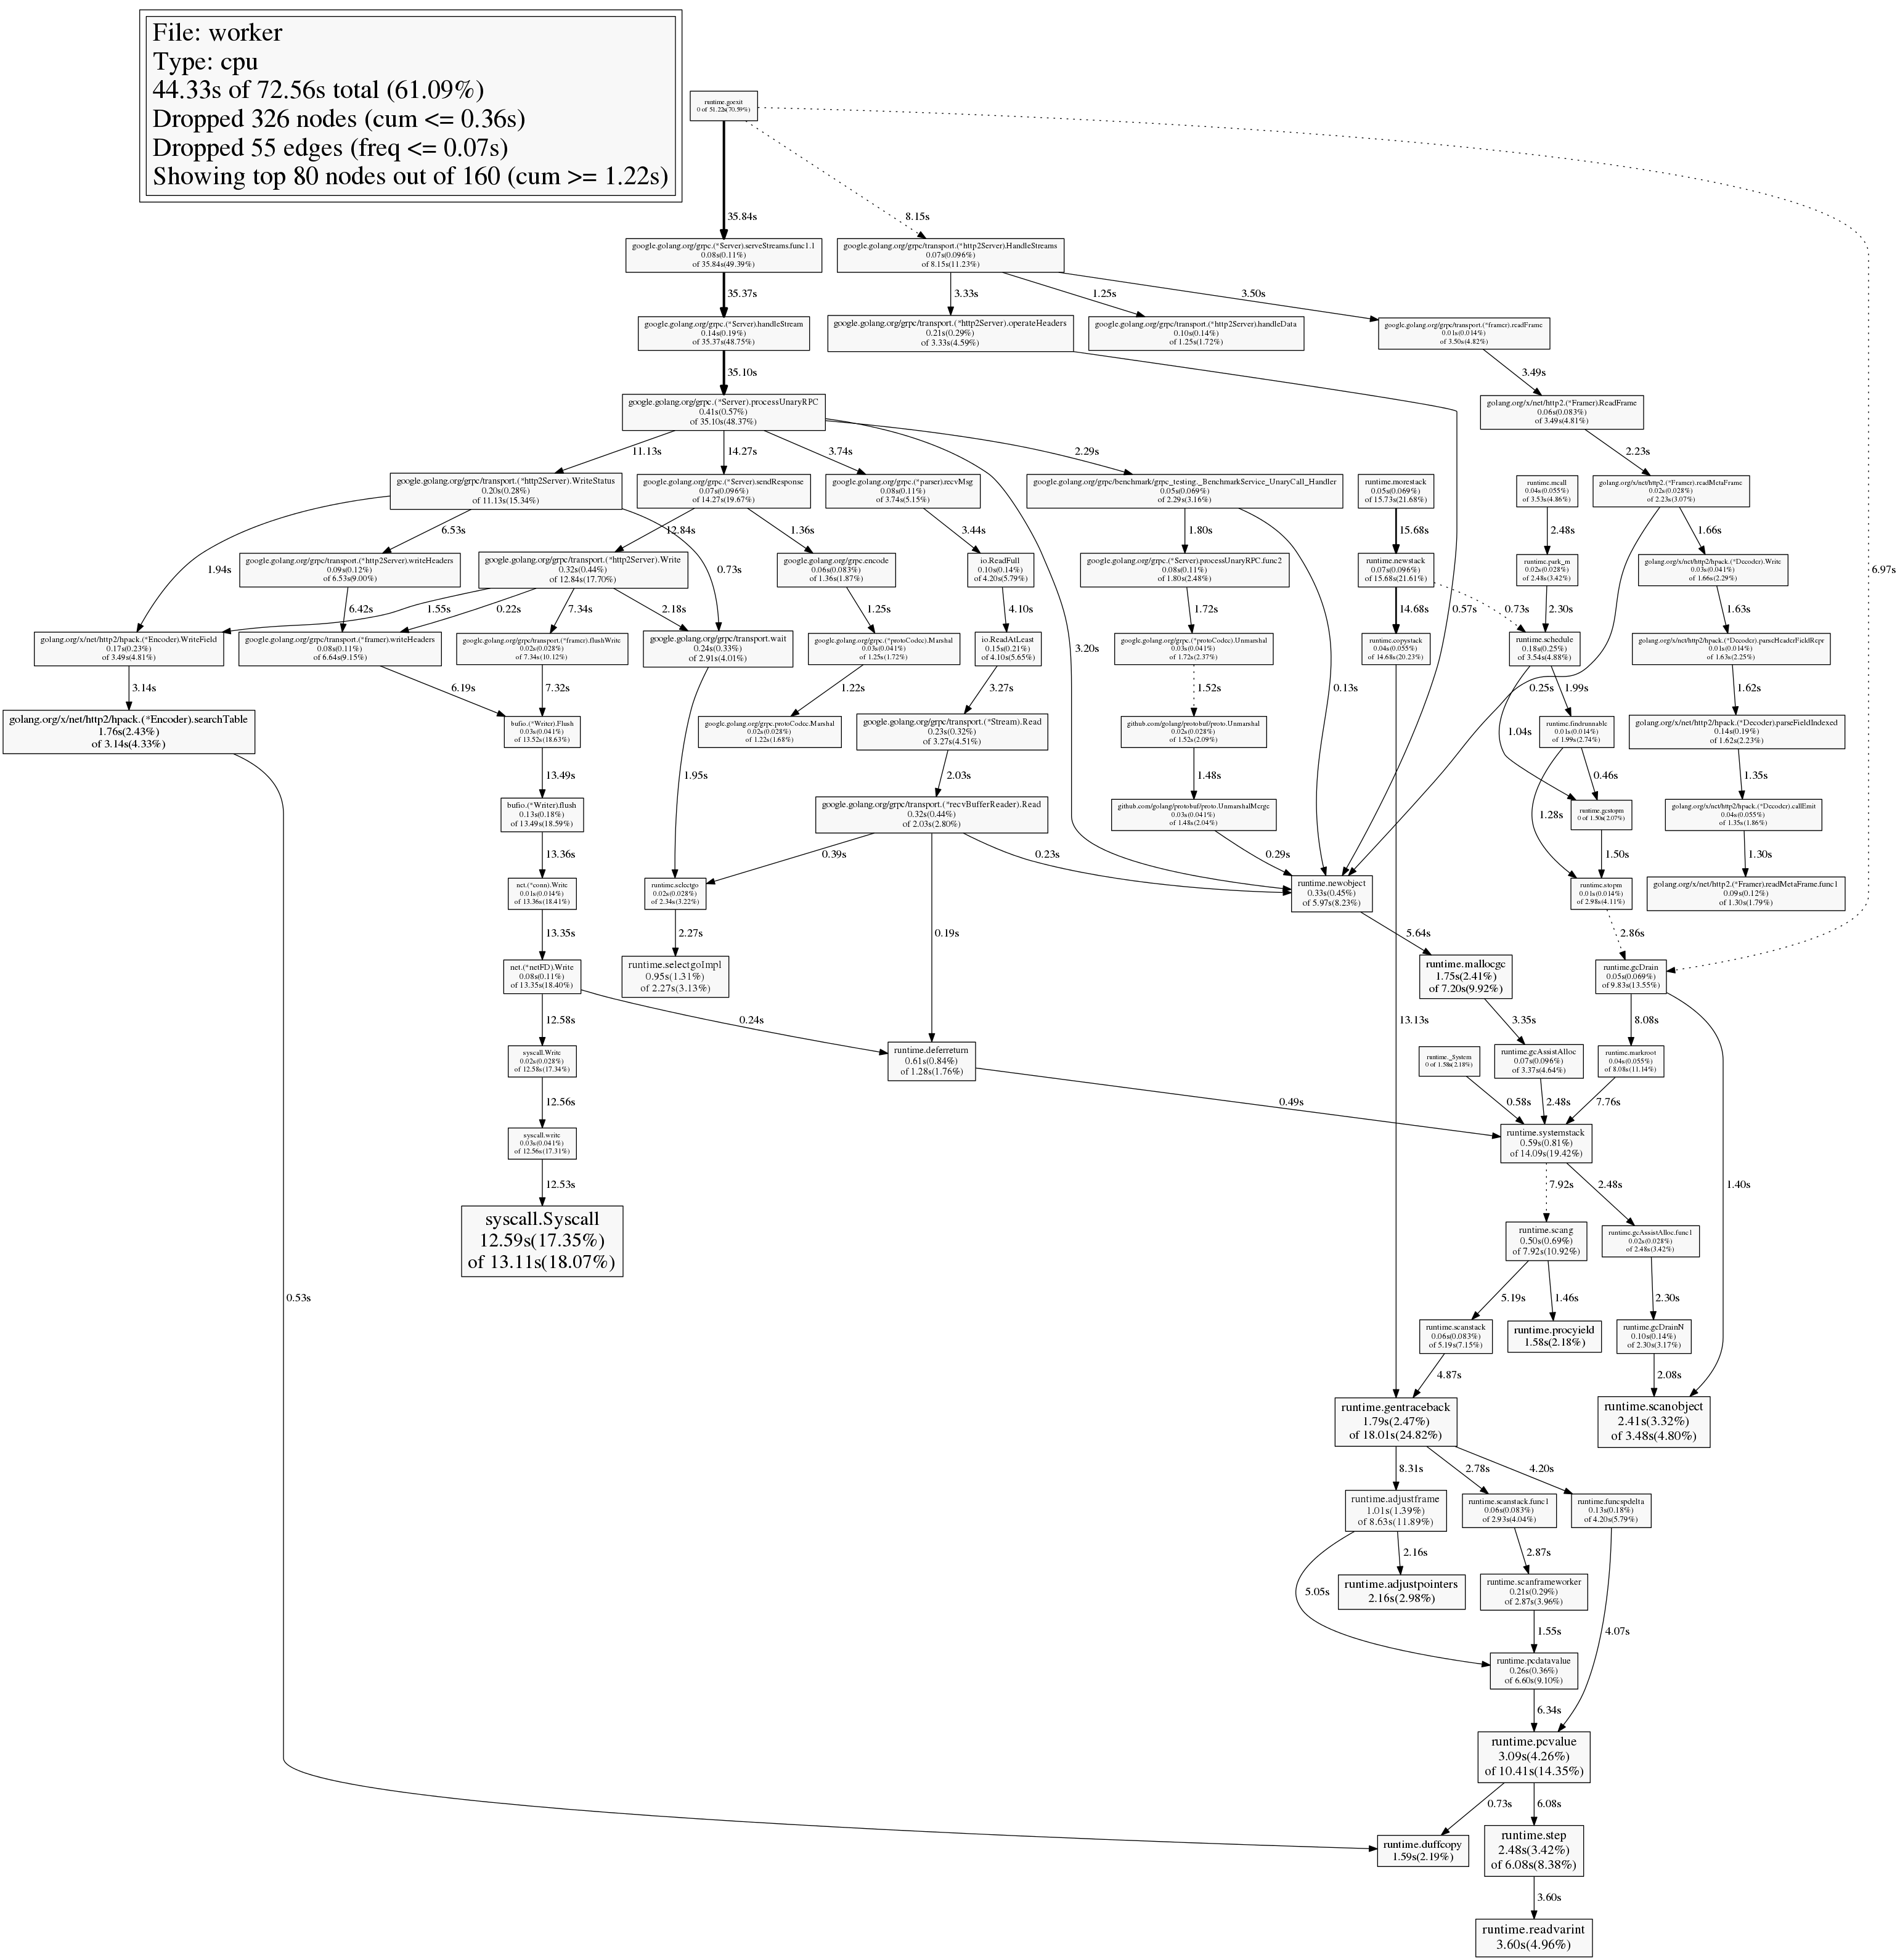 File: worker
Type: cpu
44.33s of 72.56s total (61.09%)
Dropped 326 nodes (cum <= 0.36s)
Dropped 55 edges (freq <= 0.07s)
Showing top 80 nodes out of 160 (cum >= 1.22s)
runtime.goexit
0 of 51.22s(70.59%)
35.84s
8.15s
6.97s
google.golang.org/grpc.(*Server).serveStreams.func1.1
0.08s(0.11%)
of 35.84s(49.39%)
google.golang.org/grpc/transport.(*http2Server).HandleStreams
0.07s(0.096%)
of 8.15s(11.23%)
35.37s
3.33s
1.25s
3.50s
google.golang.org/grpc.(*Server).handleStream
0.14s(0.19%)
of 35.37s(48.75%)
google.golang.org/grpc/transport.(*http2Server).operateHeaders
0.21s(0.29%)
of 3.33s(4.59%)
google.golang.org/grpc/transport.(*http2Server).handleData
0.10s(0.14%)
of 1.25s(1.72%)
google.golang.org/grpc/transport.(*framer).readFrame
0.01s(0.014%)
of 3.50s(4.82%)
35.10s
3.49s
google.golang.org/grpc.(*Server).processUnaryRPC
0.41s(0.57%)
of 35.10s(48.37%)
golang.org/x/net/http2.(*Framer).ReadFrame
0.06s(0.083%)
of 3.49s(4.81%)
11.13s
14.27s
3.74s
2.29s
2.23s
google.golang.org/grpc/transport.(*http2Server).WriteStatus
0.20s(0.28%)
of 11.13s(15.34%)
google.golang.org/grpc.(*Server).sendResponse
0.07s(0.096%)
of 14.27s(19.67%)
google.golang.org/grpc.(*parser).recvMsg
0.08s(0.11%)
of 3.74s(5.15%)
google.golang.org/grpc/benchmark/grpc_testing._BenchmarkService_UnaryCall_Handler
0.05s(0.069%)
of 2.29s(3.16%)
runtime.morestack
0.05s(0.069%)
of 15.73s(21.68%)
runtime.mcall
0.04s(0.055%)
of 3.53s(4.86%)
golang.org/x/net/http2.(*Framer).readMetaFrame
0.02s(0.028%)
of 2.23s(3.07%)
6.53s
12.84s
1.36s
3.44s
1.80s
15.68s
2.48s
1.66s
google.golang.org/grpc/transport.(*http2Server).writeHeaders
0.09s(0.12%)
of 6.53s(9.00%)
google.golang.org/grpc/transport.(*http2Server).Write
0.32s(0.44%)
of 12.84s(17.70%)
google.golang.org/grpc.encode
0.06s(0.083%)
of 1.36s(1.87%)
io.ReadFull
0.10s(0.14%)
of 4.20s(5.79%)
google.golang.org/grpc.(*Server).processUnaryRPC.func2
0.08s(0.11%)
of 1.80s(2.48%)
runtime.newstack
0.07s(0.096%)
of 15.68s(21.61%)
runtime.park_m
0.02s(0.028%)
of 2.48s(3.42%)
golang.org/x/net/http2/hpack.(*Decoder).Write
0.03s(0.041%)
of 1.66s(2.29%)
1.94s
0.73s
6.42s
1.55s
0.22s
7.34s
2.18s
1.25s
4.10s
1.72s
0.57s
14.68s
0.73s
2.30s
1.63s
golang.org/x/net/http2/hpack.(*Encoder).WriteField
0.17s(0.23%)
of 3.49s(4.81%)
google.golang.org/grpc/transport.(*framer).writeHeaders
0.08s(0.11%)
of 6.64s(9.15%)
google.golang.org/grpc/transport.(*framer).flushWrite
0.02s(0.028%)
of 7.34s(10.12%)
google.golang.org/grpc/transport.wait
0.24s(0.33%)
of 2.91s(4.01%)
google.golang.org/grpc.(*protoCodec).Marshal
0.03s(0.041%)
of 1.25s(1.72%)
io.ReadAtLeast
0.15s(0.21%)
of 4.10s(5.65%)
google.golang.org/grpc.(*protoCodec).Unmarshal
0.03s(0.041%)
of 1.72s(2.37%)
runtime.copystack
0.04s(0.055%)
of 14.68s(20.23%)
runtime.schedule
0.18s(0.25%)
of 3.54s(4.88%)
golang.org/x/net/http2/hpack.(*Decoder).parseHeaderFieldRepr
0.01s(0.014%)
of 1.63s(2.25%)
3.14s
6.19s
7.32s
1.22s
3.27s
3.20s
1.52s
0.13s
0.25s
1.99s
1.62s
golang.org/x/net/http2/hpack.(*Encoder).searchTable
1.76s(2.43%)
of 3.14s(4.33%)
bufio.(*Writer).Flush
0.03s(0.041%)
of 13.52s(18.63%)
google.golang.org/grpc.protoCodec.Marshal
0.02s(0.028%)
of 1.22s(1.68%)
google.golang.org/grpc/transport.(*Stream).Read
0.23s(0.32%)
of 3.27s(4.51%)
github.com/golang/protobuf/proto.Unmarshal
0.02s(0.028%)
of 1.52s(2.09%)
runtime.findrunnable
0.01s(0.014%)
of 1.99s(2.74%)
golang.org/x/net/http2/hpack.(*Decoder).parseFieldIndexed
0.14s(0.19%)
of 1.62s(2.23%)
13.49s
1.95s
2.03s
1.48s
1.04s
0.46s
1.35s
bufio.(*Writer).flush
0.13s(0.18%)
of 13.49s(18.59%)
google.golang.org/grpc/transport.(*recvBufferReader).Read
0.32s(0.44%)
of 2.03s(2.80%)
github.com/golang/protobuf/proto.UnmarshalMerge
0.03s(0.041%)
of 1.48s(2.04%)
runtime.gcstopm
0 of 1.50s(2.07%)
golang.org/x/net/http2/hpack.(*Decoder).callEmit
0.04s(0.055%)
of 1.35s(1.86%)
13.36s
0.39s
0.23s
0.29s
1.28s
1.50s
1.30s
net.(*conn).Write
0.01s(0.014%)
of 13.36s(18.41%)
runtime.selectgo
0.02s(0.028%)
of 2.34s(3.22%)
runtime.newobject
0.33s(0.45%)
of 5.97s(8.23%)
runtime.stopm
0.01s(0.014%)
of 2.98s(4.11%)
golang.org/x/net/http2.(*Framer).readMetaFrame.func1
0.09s(0.12%)
of 1.30s(1.79%)
13.35s
2.27s
0.19s
5.64s
2.86s
net.(*netFD).Write
0.08s(0.11%)
of 13.35s(18.40%)
runtime.selectgoImpl
0.95s(1.31%)
of 2.27s(3.13%)
runtime.mallocgc
1.75s(2.41%)
of 7.20s(9.92%)
runtime.gcDrain
0.05s(0.069%)
of 9.83s(13.55%)
12.58s
0.24s
13.13s
3.35s
8.08s
syscall.Write
0.02s(0.028%)
of 12.58s(17.34%)
runtime.deferreturn
0.61s(0.84%)
of 1.28s(1.76%)
runtime._System
0 of 1.58s(2.18%)
runtime.gcAssistAlloc
0.07s(0.096%)
of 3.37s(4.64%)
runtime.markroot
0.04s(0.055%)
of 8.08s(11.14%)
12.56s
0.49s
0.58s
2.48s
7.76s
syscall.write
0.03s(0.041%)
of 12.56s(17.31%)
runtime.systemstack
0.59s(0.81%)
of 14.09s(19.42%)
12.53s
7.92s
2.48s
1.40s
syscall.Syscall
12.59s(17.35%)
of 13.11s(18.07%)
runtime.scang
0.50s(0.69%)
of 7.92s(10.92%)
runtime.gcAssistAlloc.func1
0.02s(0.028%)
of 2.48s(3.42%)
0.53s
5.19s
1.46s
2.30s
runtime.scanstack
0.06s(0.083%)
of 5.19s(7.15%)
runtime.procyield
1.58s(2.18%)
runtime.gcDrainN
0.10s(0.14%)
of 2.30s(3.17%)
4.87s
2.08s
runtime.gentraceback
1.79s(2.47%)
of 18.01s(24.82%)
runtime.scanobject
2.41s(3.32%)
of 3.48s(4.80%)
8.31s
2.78s
4.20s
runtime.adjustframe
1.01s(1.39%)
of 8.63s(11.89%)
runtime.scanstack.func1
0.06s(0.083%)
of 2.93s(4.04%)
runtime.funcspdelta
0.13s(0.18%)
of 4.20s(5.79%)
2.16s
2.87s
5.05s
runtime.adjustpointers
2.16s(2.98%)
runtime.scanframeworker
0.21s(0.29%)
of 2.87s(3.96%)
1.55s
4.07s
runtime.pcdatavalue
0.26s(0.36%)
of 6.60s(9.10%)
6.34s
runtime.pcvalue
3.09s(4.26%)
of 10.41s(14.35%)
0.73s
6.08s
runtime.duffcopy
1.59s(2.19%)
runtime.step
2.48s(3.42%)
of 6.08s(8.38%)
3.60s
runtime.readvarint
3.60s(4.96%)